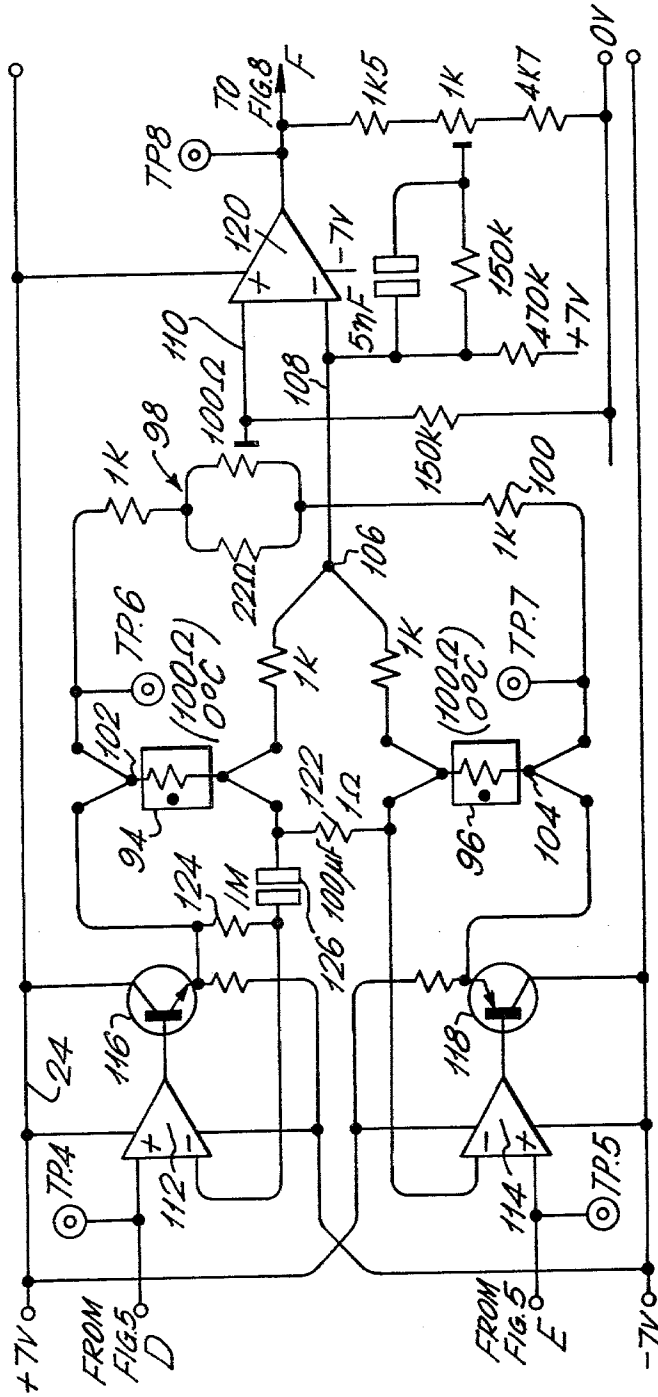 +7V
24
TP4
FROM
FIG.5
D
112
+
-
116
124
1M
126
100µF
122
1Ω
94
102
TP.6
(100Ω)
0°C
1K
98
22Ω
100Ω
1K
106
1K
110
108
+
-
120
-7V
TP8
TO
FIG.8
F
5nF
1K5
1K
4K7
150K
470K
+7V
150K
0V
FROM
FIG.5
E
TP.5
114
-
+
118
96
(100Ω)
0°C
104
TP.7
1K
100
-7V